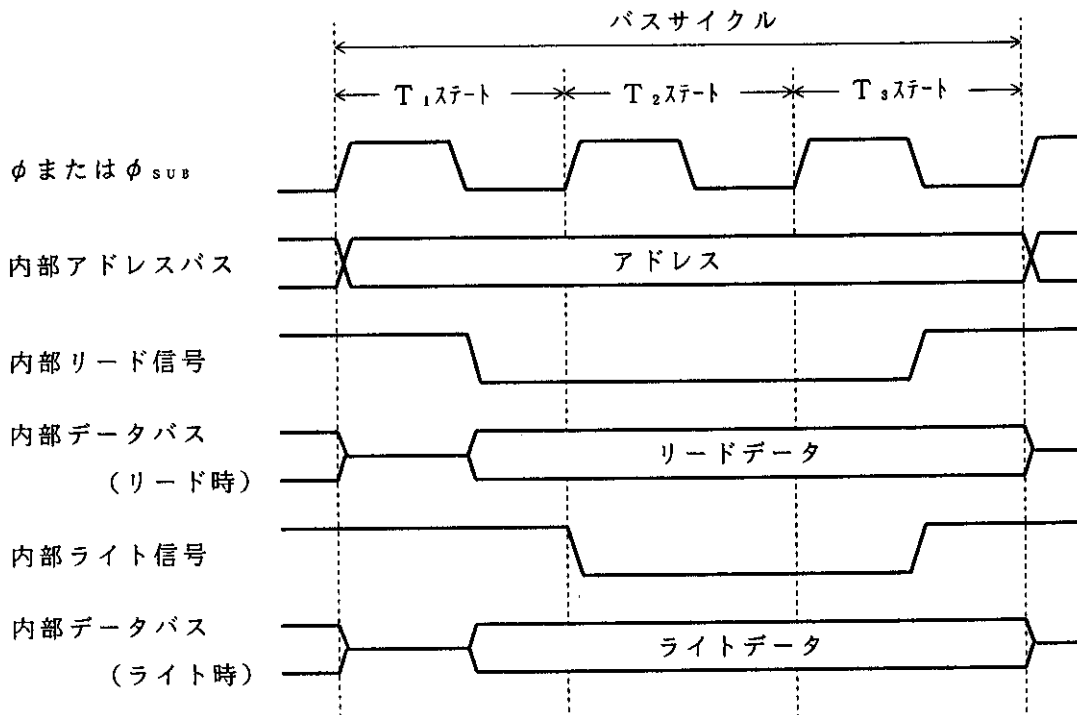 バスサイクル
T₁ステート
T₂ステート
T₃ステート
φまたはφSUB
内部アドレスバス
アドレス
内部リード信号
内部データバス
(リード時)
リードデータ
内部ライト信号
内部データバス
(ライト時)
ライトデータ